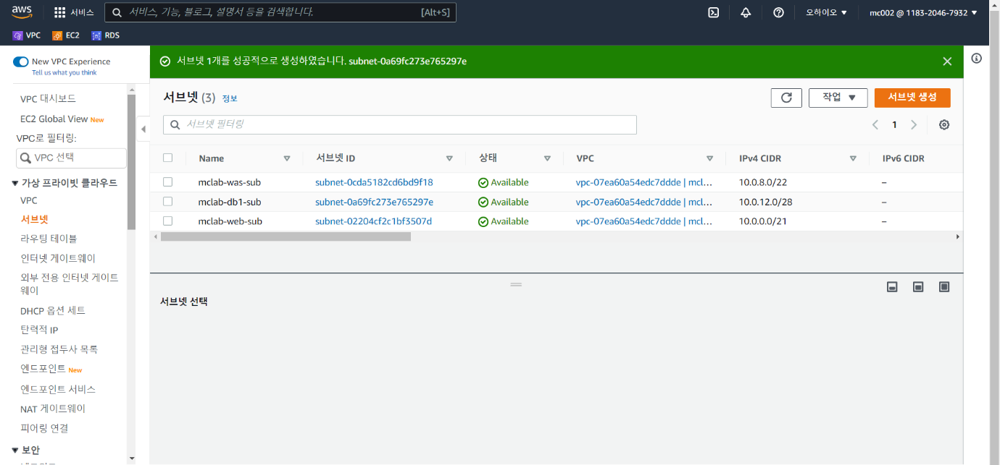 aws 서비스 서비스, 기능, 블로그, 설명서 등을 검색합니다. [Alt+S] 오하이오 ▼ mc002 @ 1183-2046-7932 ▼
VPC EC2 RDS
New VPC Experience
Tell us what you think
VPC 대시보드
EC2 Global View New
VPC로 필터링:
VPC 선택
▼ 가상 프라이빗 클라우드
VPC
서브넷
라우팅 테이블
인터넷 게이트웨이
외부 전용 인터넷 게이트
웨이
DHCP 옵션 세트
탄력적 IP
관리형 접두사 목록
엔드포인트 New
엔드포인트 서비스
NAT 게이트웨이
피어링 연결
▼ 보안
서브넷 1개를 성공적으로 생성하였습니다. subnet-0a69fc273e765297e
서브넷 (3) 정보 작업 ▼ 서브넷 생성
서브넷 필터링 1
Name 서브넷 ID 상태 VPC IPv4 CIDR IPv6 CIDR
mclab-was-sub subnet-0cda5182cd6bd9f18 Available vpc-07ea60a54edc7ddde | mcl... 10.0.8.0/22 –
mclab-db1-sub subnet-0a69fc273e765297e Available vpc-07ea60a54edc7ddde | mcl... 10.0.12.0/28 –
mclab-web-sub subnet-02204cf2c1bf3507d Available vpc-07ea60a54edc7ddde | mcl... 10.0.0.0/21 –
서브넷 선택